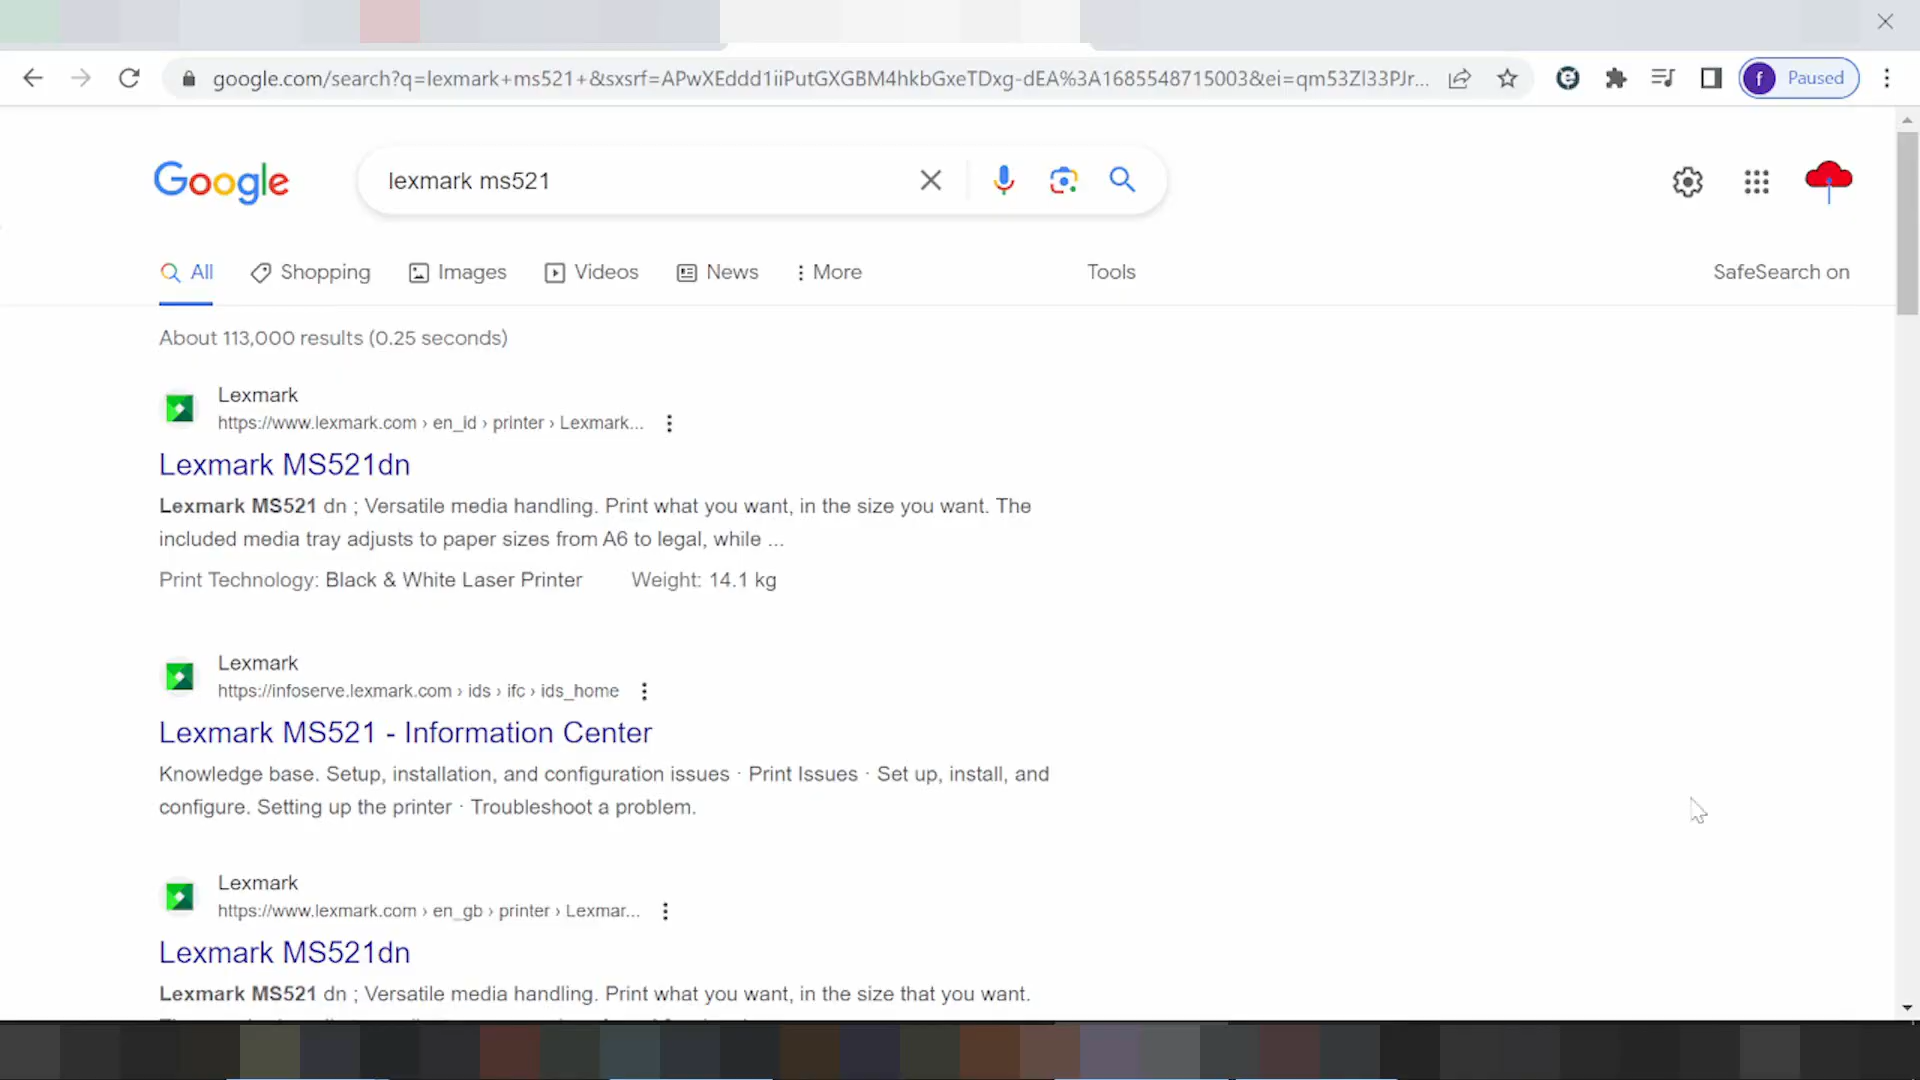 google.com/search?q=lexmark+ms521+&sxsrf=APwXEddd1iiPutGXGBM4hkbGxeTDxg-dEA%3A1685548715003&ei=qm53ZI33PJr...
f Paused
Google
lexmark ms521
All Shopping Images Videos News More Tools SafeSearch on
About 113,000 results (0.25 seconds)
Lexmark
https://www.lexmark.com › en_id › printer › Lexmark...
Lexmark MS521dn
Lexmark MS521 dn ; Versatile media handling. Print what you want, in the size you want. The
included media tray adjusts to paper sizes from A6 to legal, while ...
Print Technology: Black & White Laser Printer Weight: 14.1 kg
Lexmark
https://infoserve.lexmark.com › ids › ifc › ids_home
Lexmark MS521 - Information Center
Knowledge base. Setup, installation, and configuration issues · Print Issues · Set up, install, and
configure. Setting up the printer · Troubleshoot a problem.
Lexmark
https://www.lexmark.com › en_gb › printer › Lexmar...
Lexmark MS521dn
Lexmark MS521 dn ; Versatile media handling. Print what you want, in the size that you want.